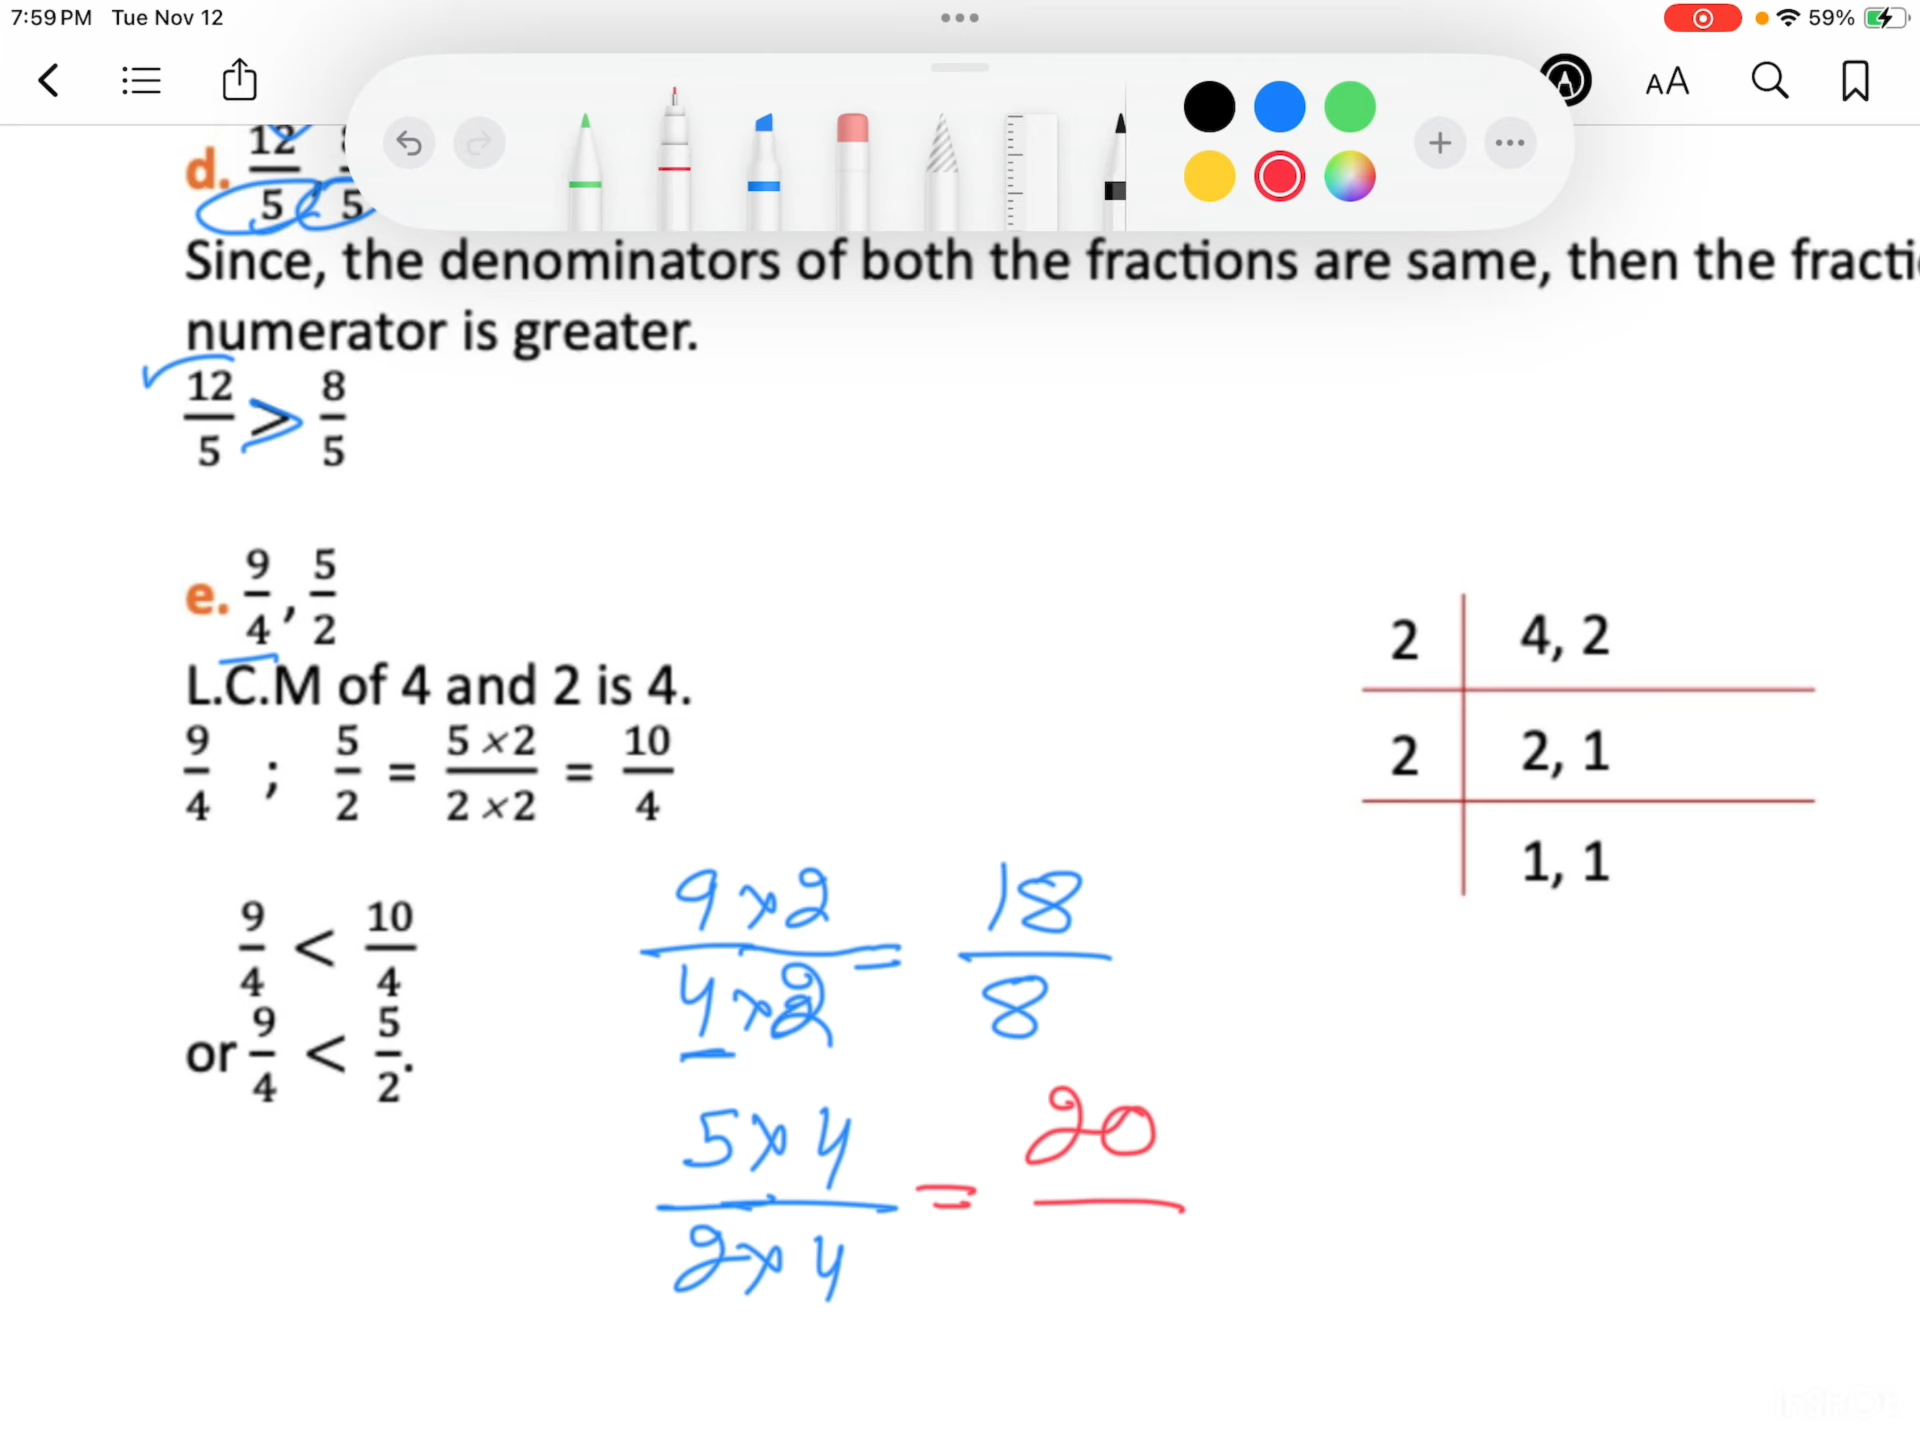 7:59 PM Tue Nov 12 59%
AA
d. 12/5, /5
Since, the denominators of both the fractions are same, then the fracti
numerator is greater.
12/5 > 8/5
e. 9/4, 5/2
L.C.M of 4 and 2 is 4.
9/4 ; 5/2 = 5×2/2×2 = 10/4
9/4 < 10/4
or 9/4 < 5/2.
2 | 4, 2
2 | 2, 1
1, 1
9×2/4×2 = 18/8
5×4/2×4 = 20